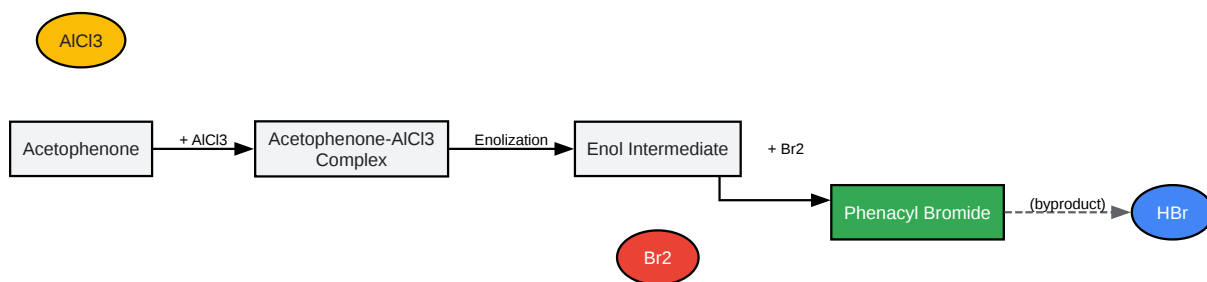 AlCl3
Acetophenone
+ AlCl3
Acetophenone-AlCl3
Complex
Enolization
Enol Intermediate
+ Br2
Phenacyl Bromide
(byproduct)
HBr
Br2